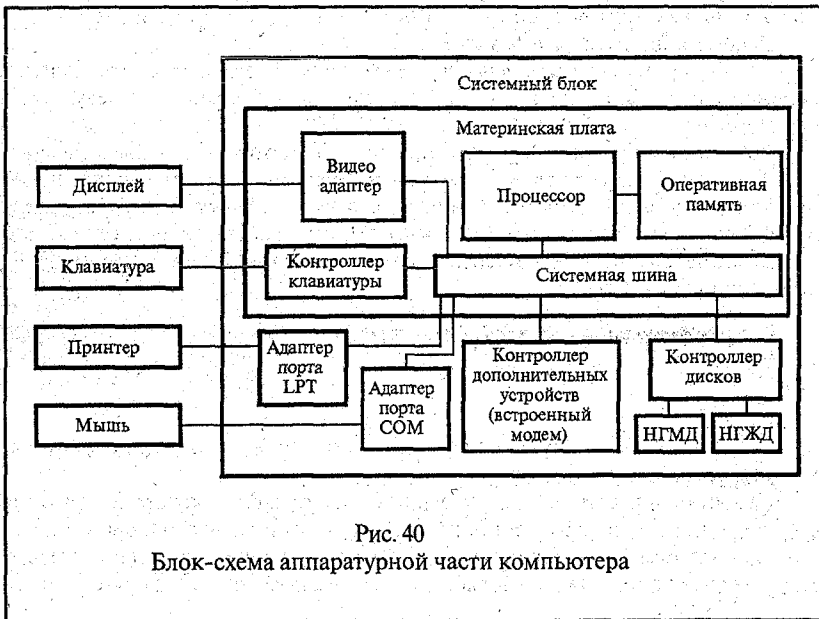 Системный блок
Материнская плата
Видео
адаптер
Процессор
Оперативная
память
Дисплей
Клавиатура
Контроллер
клавиатуры
Системная шина
Принтер
Адаптер
порта
LPT
Адаптер
порта
COM
Контроллер
дополнительных
устройств
(встроенный
модем)
Контроллер
дисков
Мышь
НГМД
НГЖД
Рис. 40
Блок-схема аппаратурной части компьютера